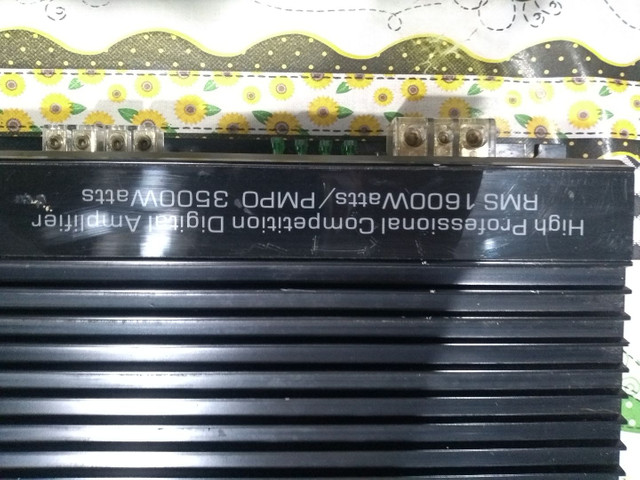 High Professional Competition Digital Amplifier
RMS 1600Watts/PMPO 3500Watts